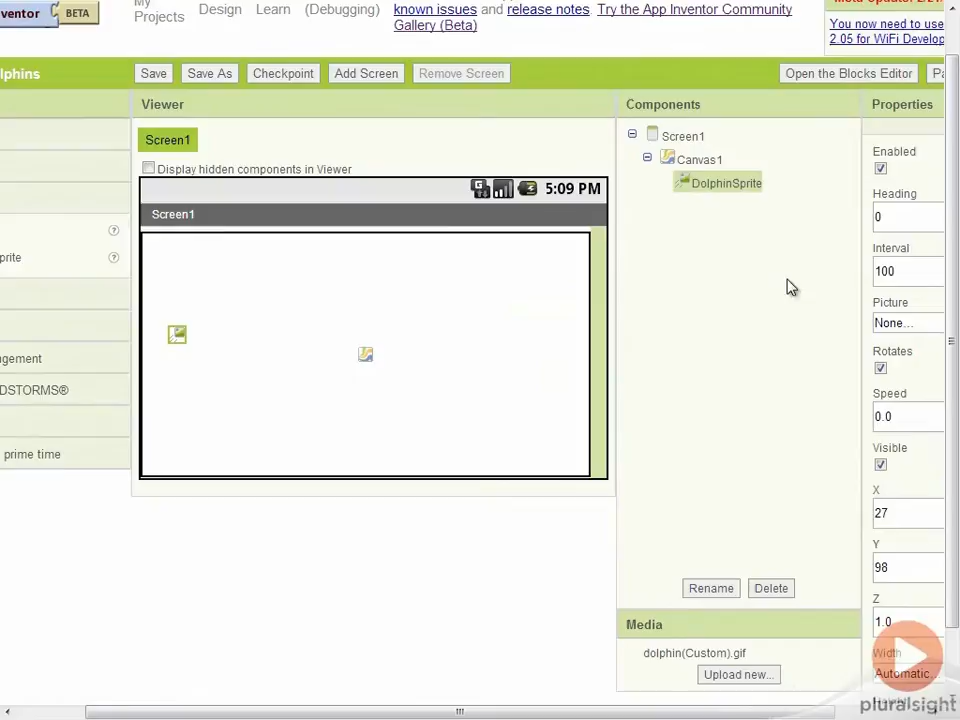 nventor BETA
My Projects Design Learn (Debugging)
known issues and release notes. Try the App Inventor Community
Gallery (Beta)
You now need to use
2.05 for WiFi Develop
lphins
Save Save As Checkpoint Add Screen Remove Screen Open the Blocks Editor Pa
Viewer
Components
Properties
Screen1
Display hidden components in Viewer
5:09 PM
Screen1
prite
ngement
DSTORMS®
prime time
Screen1
Canvas1
DolphinSprite
Rename Delete
Media
dolphin(Custom).gif
Upload new...
Enabled
Heading
0
Interval
100
Picture
None...
Rotates
Speed
0.0
Visible
X
27
Y
98
Z
1.0
Width
Automatic...
pluralsight